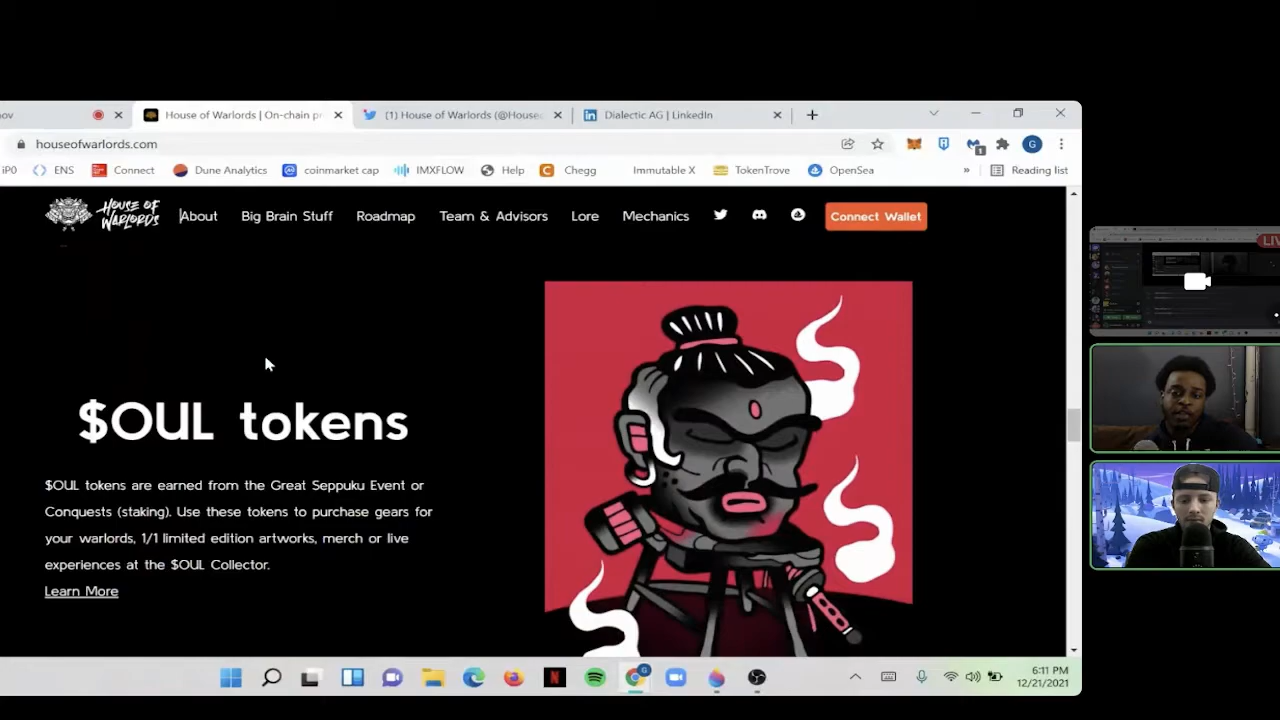 ov
House of Warlords | On-chain pr
(1) House of Warlords (@House
Dialectic AG | LinkedIn
houseofwarlords.com
1
G
iP0
ENS
Connect
Dune Analytics
coinmarket cap
IMXFLOW
Help
Chegg
Immutable X
TokenTrove
OpenSea
»
Reading list
HOUSE OF
WARLORDS
About
Big Brain Stuff
Roadmap
Team & Advisors
Lore
Mechanics
Connect Wallet
LIV
$OUL tokens
$OUL tokens are earned from the Great Seppuku Event or
Conquests (staking). Use these tokens to purchase gears for
your warlords, 1/1 limited edition artworks, merch or live
experiences at the $OUL Collector.
Learn More
6:11 PM
12/21/2021